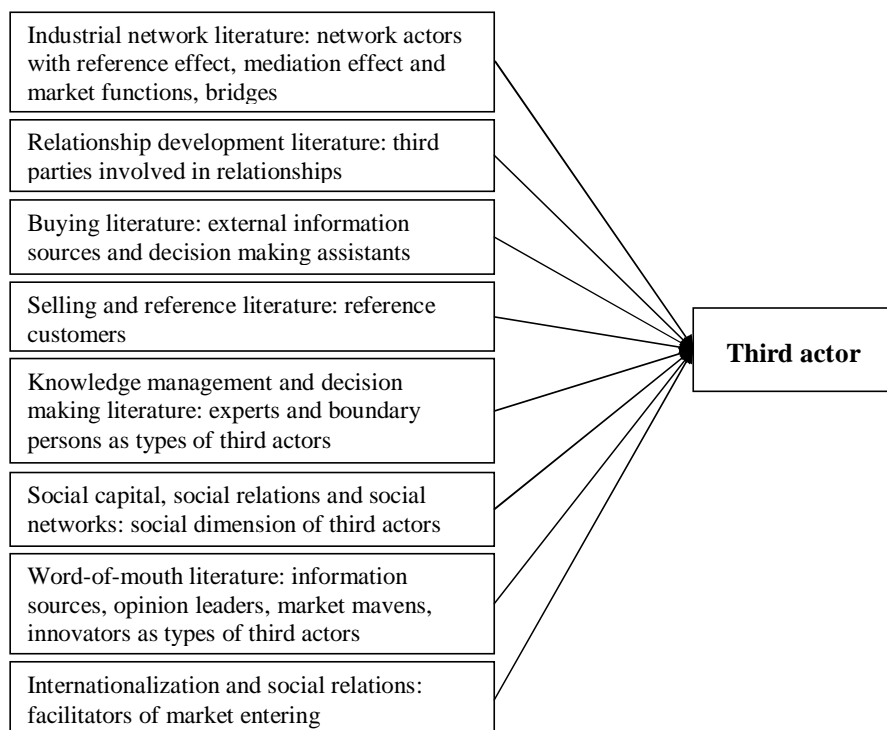 Industrial network literature: network actors
with reference effect, mediation effect and
market functions, bridges
Relationship development literature: third
parties involved in relationships
Buying literature: external information
sources and decision making assistants
Selling and reference literature: reference
customers
Knowledge management and decision
making literature: experts and boundary
persons as types of third actors
Social capital, social relations and social
networks: social dimension of third actors
Word-of-mouth literature: information
sources, opinion leaders, market mavens,
innovators as types of third actors
Internationalization and social relations:
facilitators of market entering
Third actor